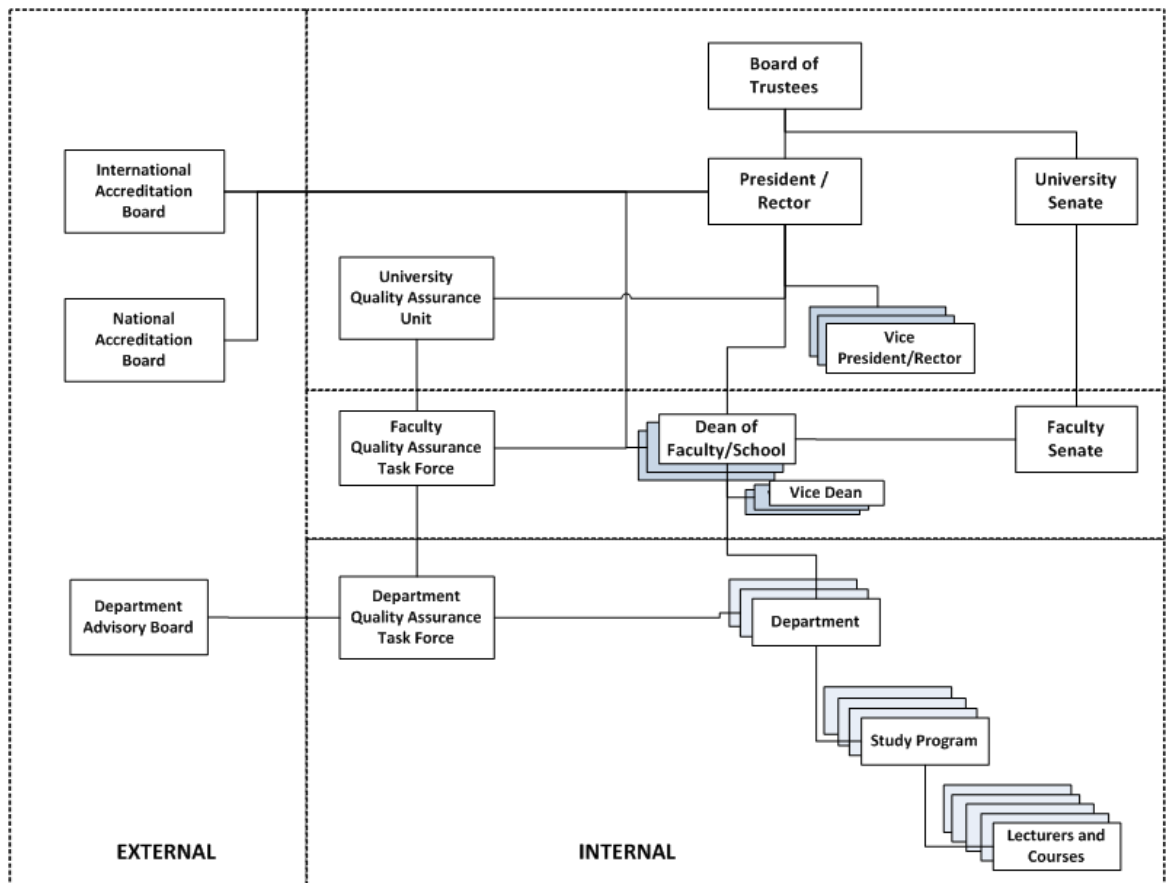 Board of
Trustees
International
Accreditation
Board
President /
Rector
University
Senate
University
Quality Assurance
Unit
National
Accreditation
Board
Vice
President/Rector
Faculty
Quality Assurance
Task Force
Dean of
Faculty/School
Faculty
Senate
Vice Dean
Department
Advisory Board
Department
Quality Assurance
Task Force
Department
Study Program
Lecturers and
Courses
EXTERNAL
INTERNAL